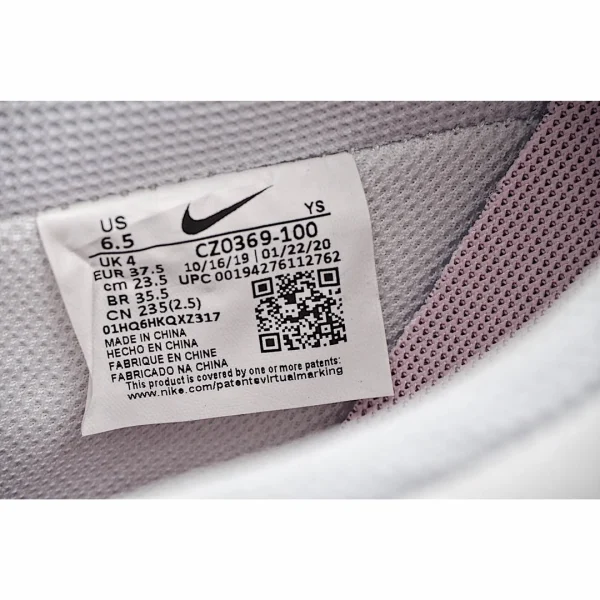 US YS
6.5 CZ0369-100
UK 4 10/16/19 | 01/22/20
EUR 37.5 UPC 00194276112762
cm 23.5
BR 35.5
CN 235(2.5)
01HQ6HKQXZ317
MADE IN CHINA
HECHO EN CHINA
FABRIQUE EN CHINE
FABRICADO NA CHINA
This product is covered by one or more patents:
www.nike.com/patentsvirtualmarking